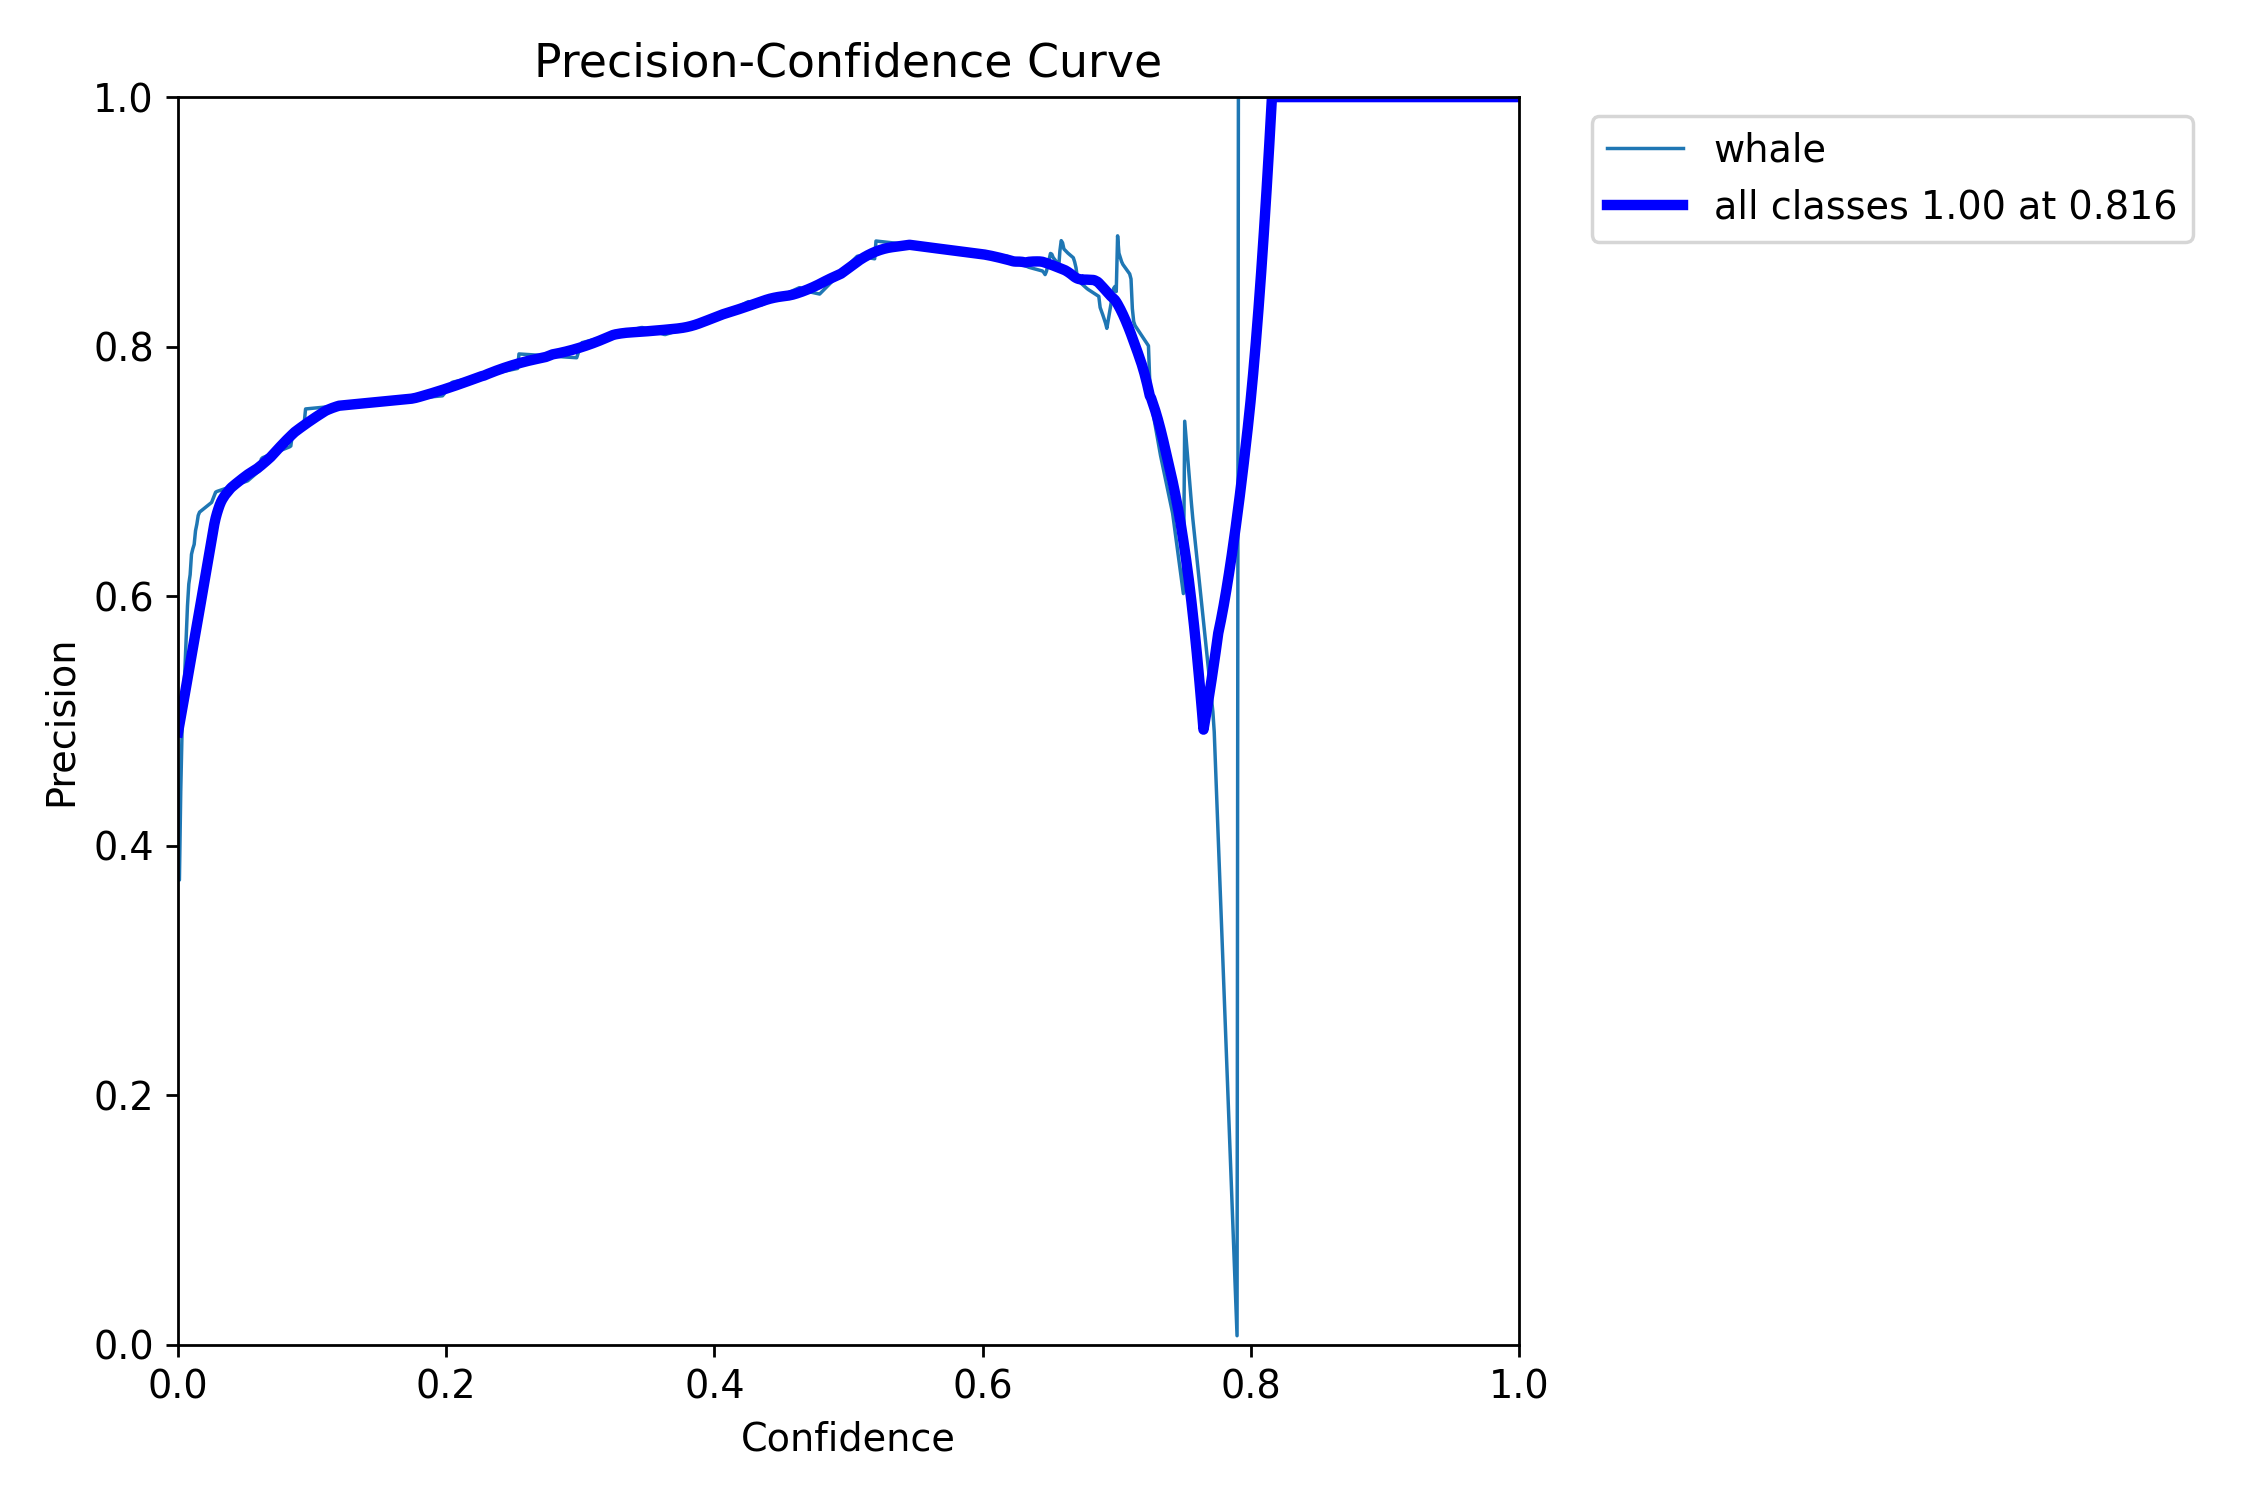 Precision-Confidence Curve
1.0
0.8
0.6
0.4
0.2
0.0
Precision
0.0 0.2 0.4 0.6 0.8 1.0
Confidence
whale
all classes 1.00 at 0.816